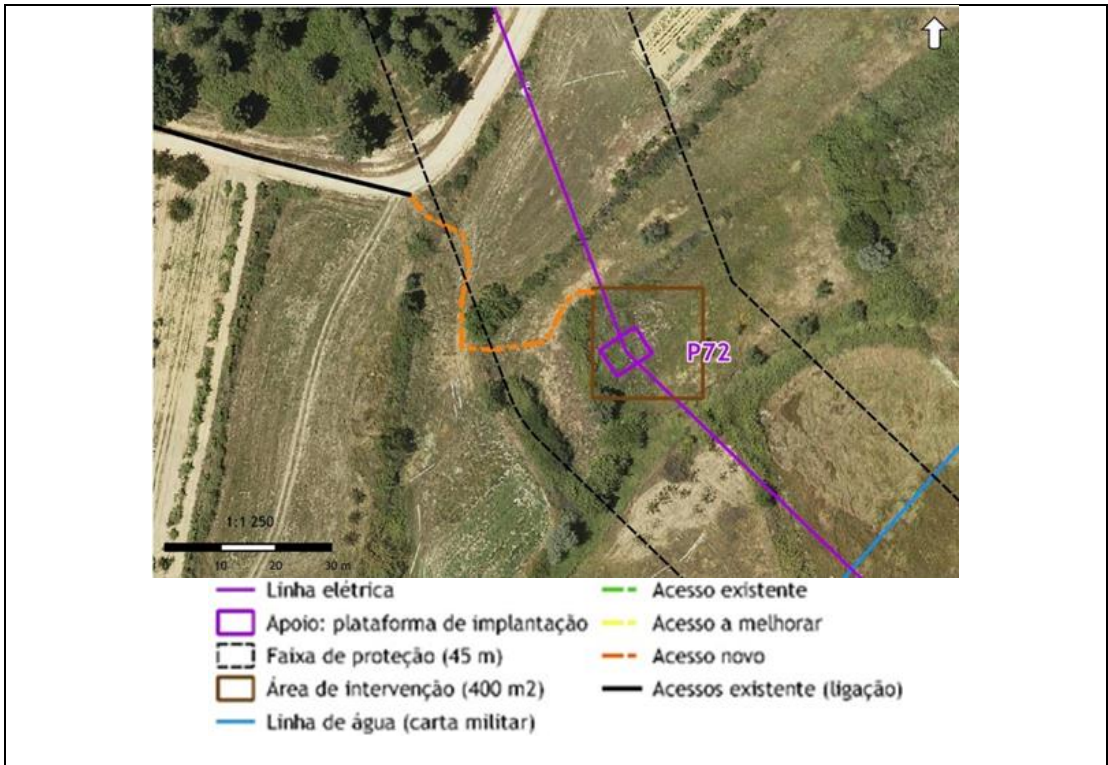 P72
1:1 250
0 10 20 30 m
Linha elétrica
Apoio: plataforma de implantação
Faixa de proteção (45 m)
Área de intervenção (400 m2)
Linha de água (carta militar)
Acesso existente
Acesso a melhorar
Acesso novo
Acessos existente (ligação)